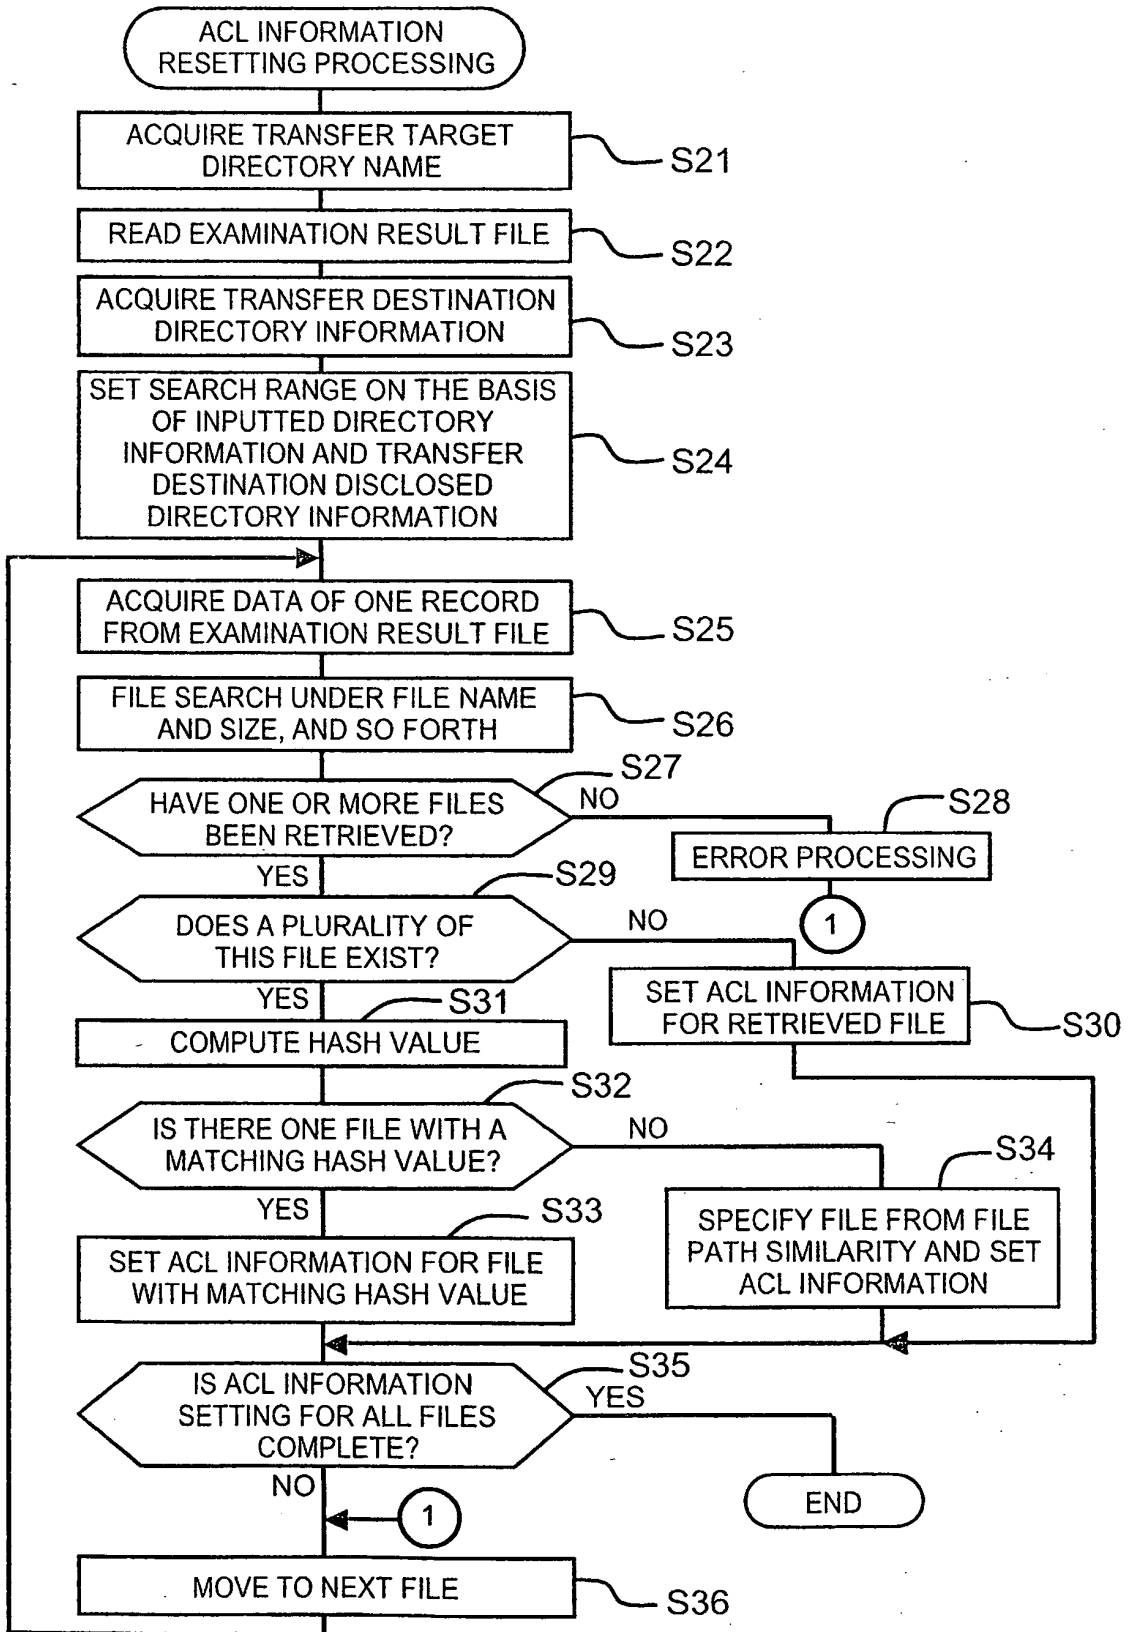 ACL INFORMATION
RESETTING PROCESSING
ACQUIRE TRANSFER TARGET
DIRECTORY NAME
S21
READ EXAMINATION RESULT FILE
S22
ACQUIRE TRANSFER DESTINATION
DIRECTORY INFORMATION
S23
SET SEARCH RANGE ON THE BASIS
OF INPUTTED DIRECTORY
INFORMATION AND TRANSFER
DESTINATION DISCLOSED
DIRECTORY INFORMATION
S24
ACQUIRE DATA OF ONE RECORD
FROM EXAMINATION RESULT FILE
S25
FILE SEARCH UNDER FILE NAME
AND SIZE, AND SO FORTH
S26
S27
HAVE ONE OR MORE FILES
BEEN RETRIEVED?
NO
S28
ERROR PROCESSING
1
YES
S29
DOES A PLURALITY OF
THIS FILE EXIST?
NO
SET ACL INFORMATION
FOR RETRIEVED FILE
S30
YES
S31
COMPUTE HASH VALUE
S32
IS THERE ONE FILE WITH A
MATCHING HASH VALUE?
NO
S34
SPECIFY FILE FROM FILE
PATH SIMILARITY AND SET
ACL INFORMATION
YES
S33
SET ACL INFORMATION FOR FILE
WITH MATCHING HASH VALUE
S35
IS ACL INFORMATION
SETTING FOR ALL FILES
COMPLETE?
YES
END
NO
1
MOVE TO NEXT FILE
S36